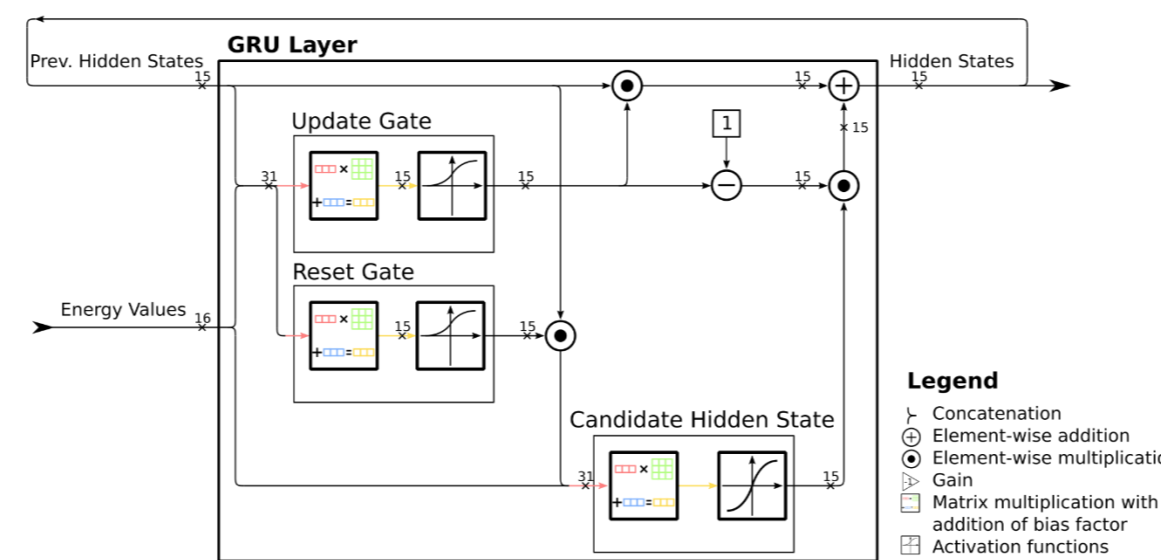 GRU Layer
Prev. Hidden States
15
15
Hidden States
15
Update Gate
1
15
31
15
15
15
Reset Gate
Energy Values
16
15
15
Candidate Hidden State
31
15
Legend
Concatenation
Element-wise addition
Element-wise multiplicatio
Gain
Matrix multiplication with
addition of bias factor
Activation functions